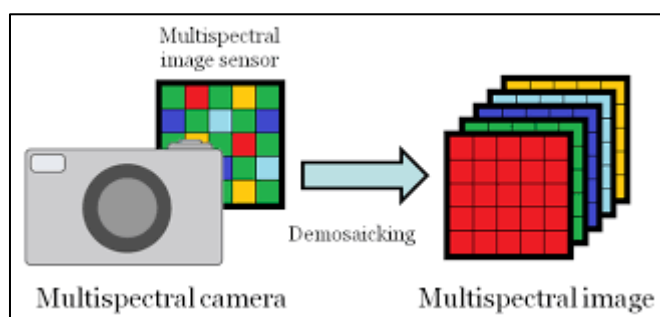 Multispectral
image sensor
Demosaicking
Multispectral camera
Multispectral image